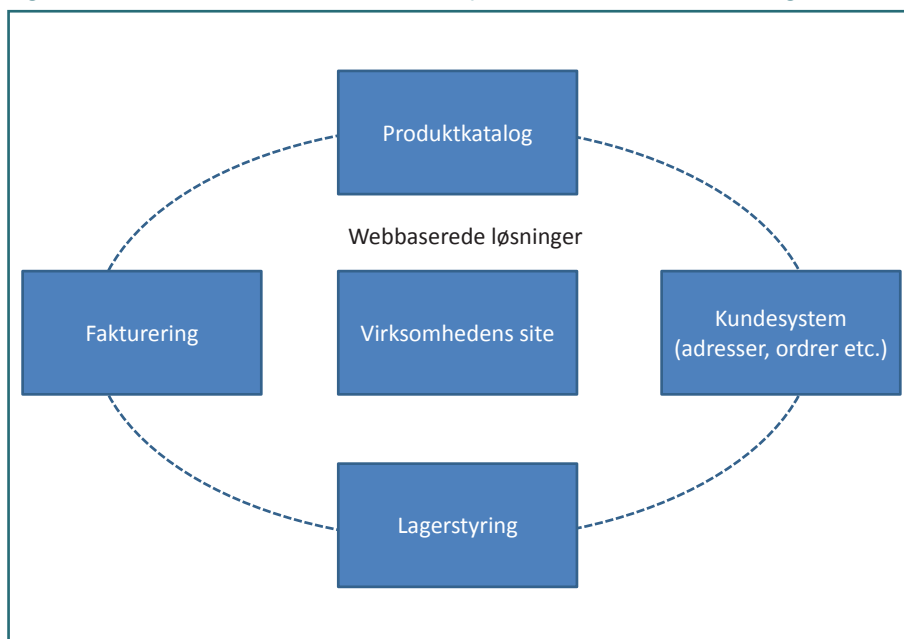 Produktkatalog
Webbaserede løsninger
Fakturering
Virksomhedens site
Kundesystem
(adresser, ordrer etc.)
Lagerstyring